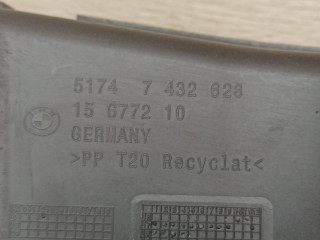 5174 7 432 628
15 6772 10
GERMANY
>PP T20 Recyclat<